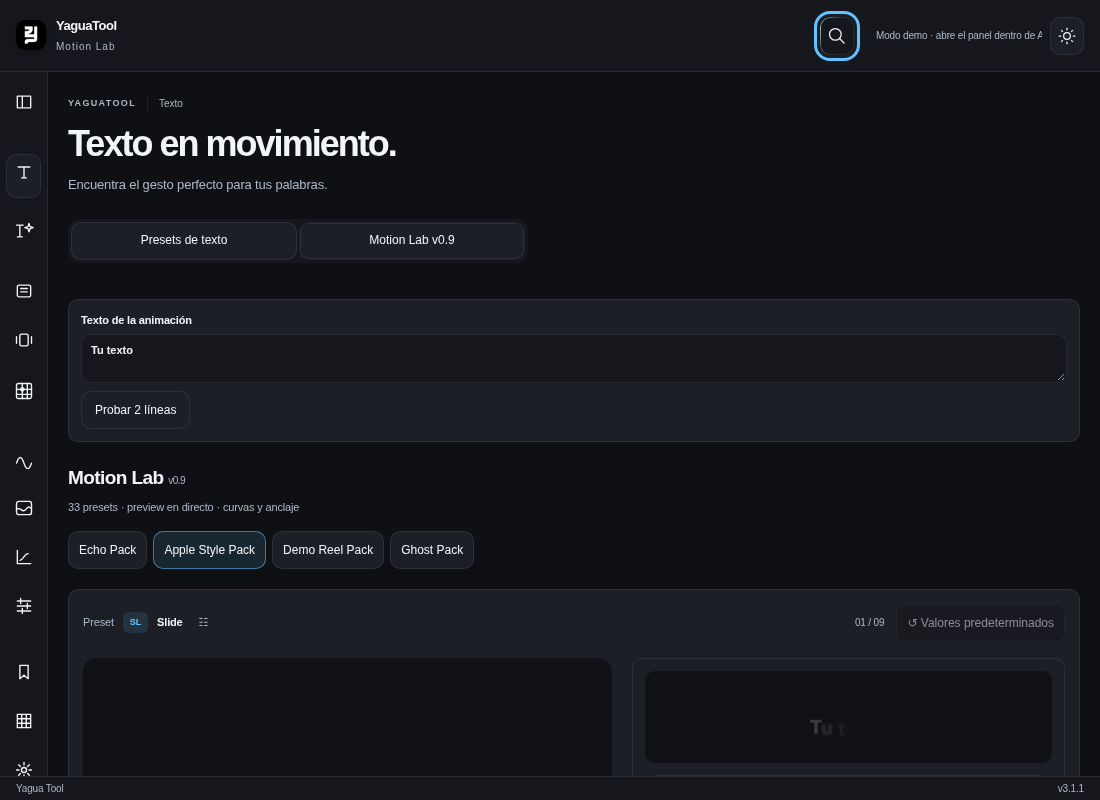 YaguaTool
Motion Lab
Modo demo · abre el panel dentro de A
YAGUATOOL
Texto
Texto en movimiento.
Encuentra el gesto perfecto para tus palabras.
Presets de texto
Motion Lab v0.9
Texto de la animación
Tu texto
Probar 2 líneas
Motion Lab v0.9
33 presets · preview en directo · curvas y anclaje
Echo Pack
Apple Style Pack
Demo Reel Pack
Ghost Pack
Preset SL Slide
01 / 09
↺ Valores predeterminados
Tu t
Yagua Tool
v3.1.1